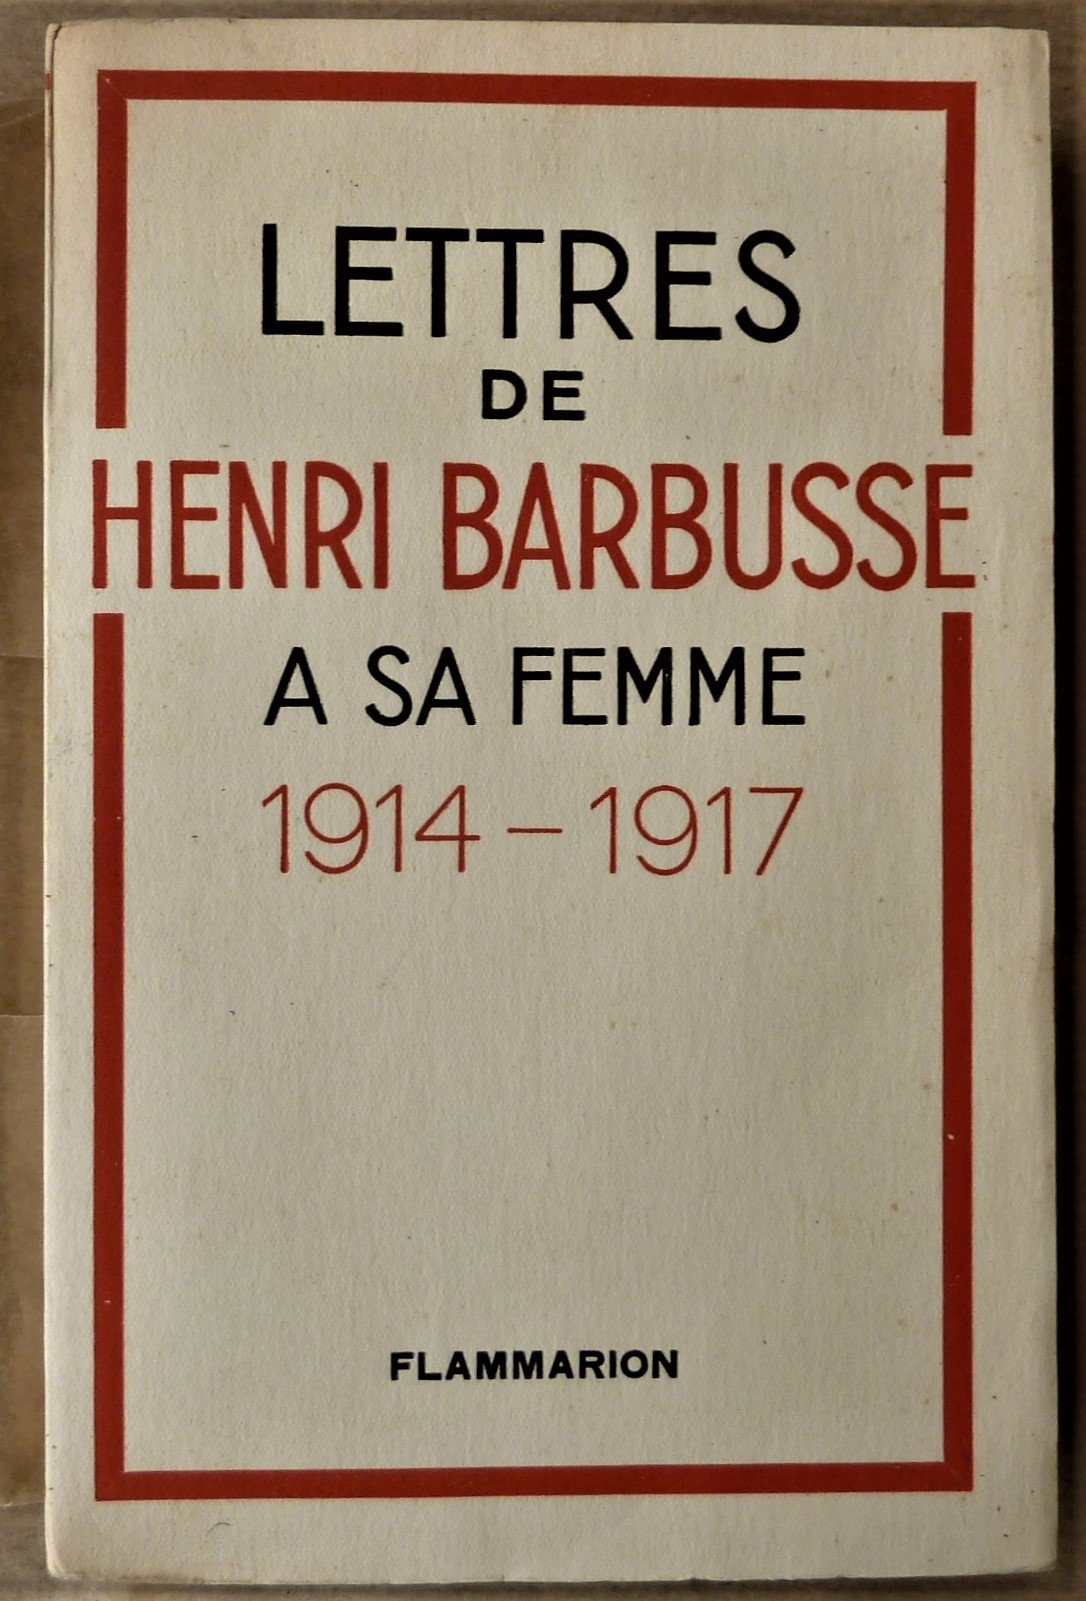 LETTRES
DE
HENRI BARBUSSE
A SA FEMME
1914 - 1917
FLAMMARION